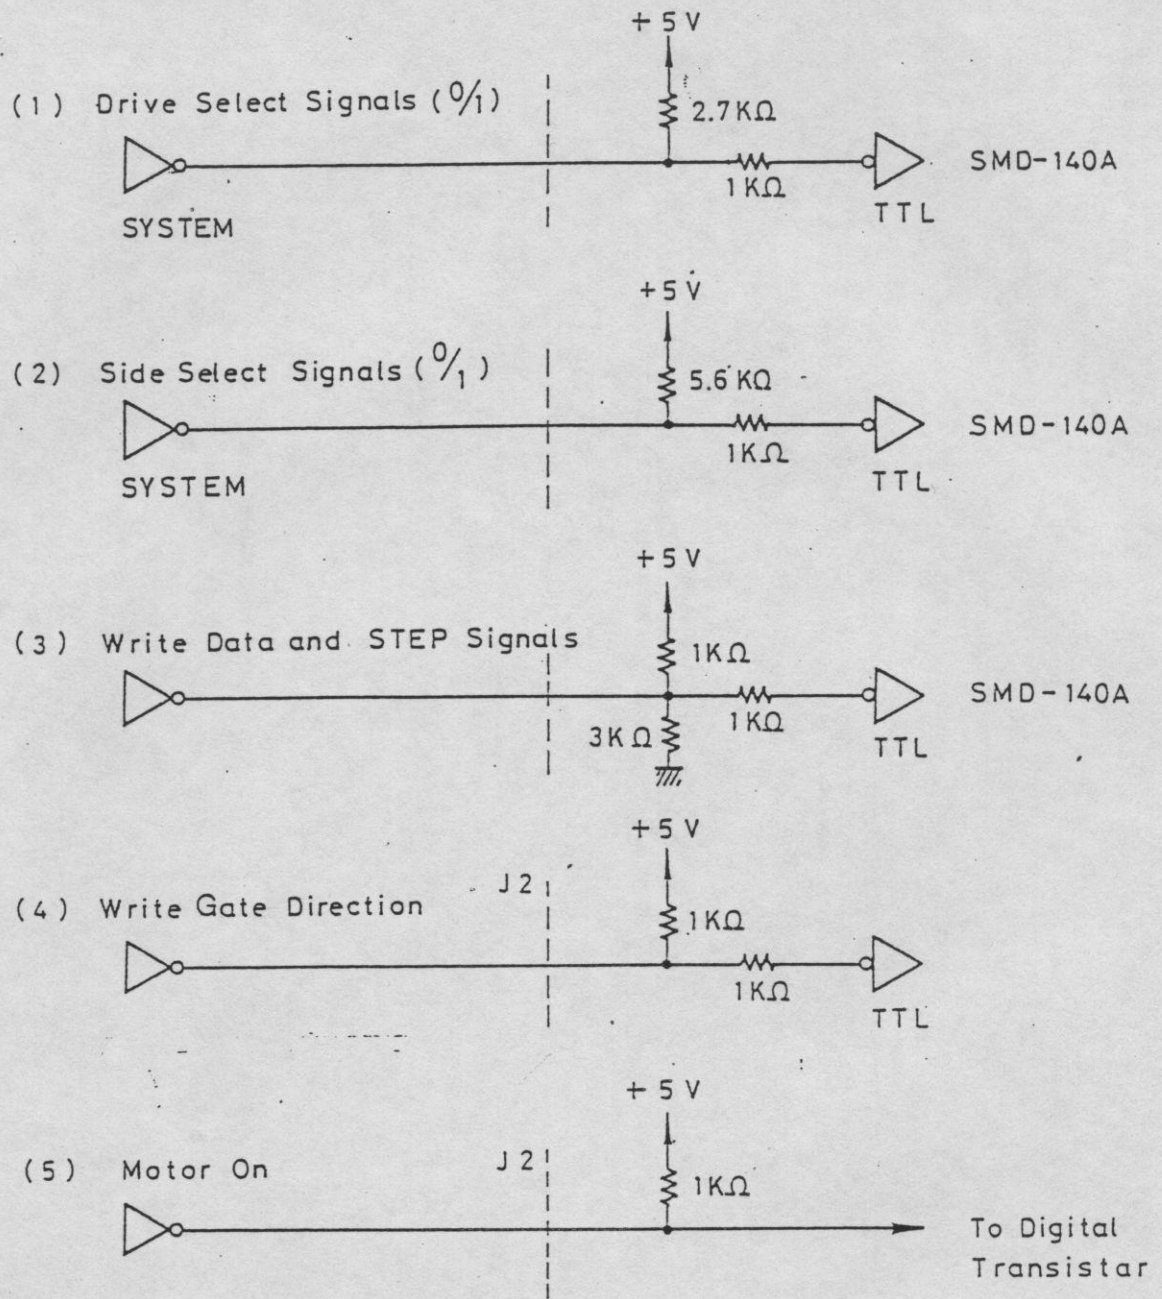 +5V
(1) Drive Select Signals (0/1)
2.7KΩ
1KΩ
SMD-140A
SYSTEM
TTL
+5V
(2) Side Select Signals (0/1)
5.6KΩ
1KΩ
SMD-140A
SYSTEM
TTL
+5V
(3) Write Data and STEP Signals
1KΩ
1KΩ
SMD-140A
3KΩ
TTL
+5V
J2
(4) Write Gate Direction
1KΩ
1KΩ
TTL
+5V
(5) Motor On
J2
1KΩ
To Digital
Transistar